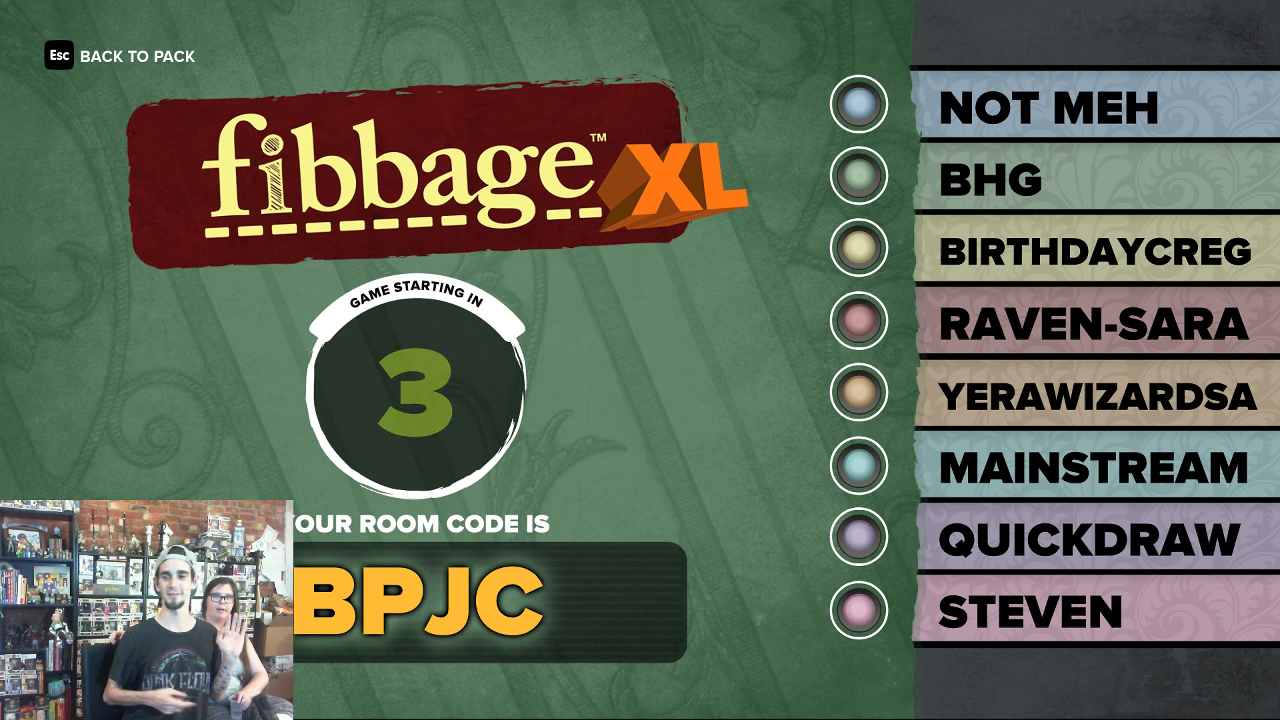 Esc BACK TO PACK
fibbage™ XL
GAME STARTING IN
3
OUR ROOM CODE IS
BPJC
NOT MEH
BHG
BIRTHDAYCREG
RAVEN-SARA
YERAWIZARDSA
MAINSTREAM
QUICKDRAW
STEVEN